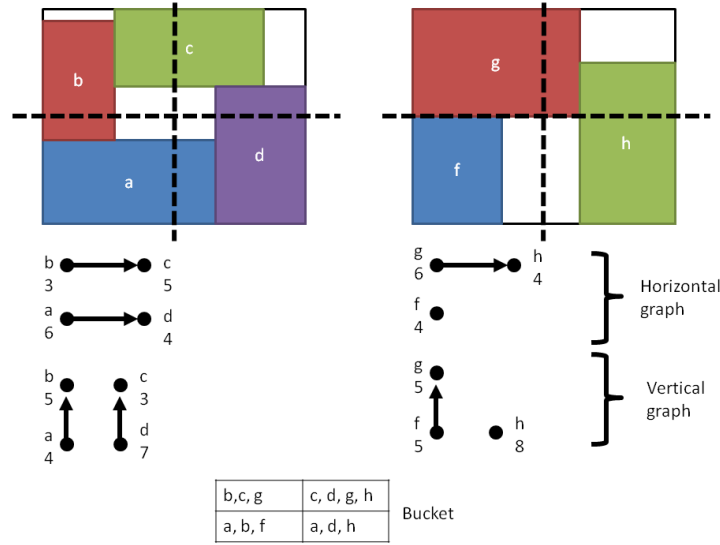 c
g
b
h
d
a
f
b c
3 5
a d
6 4
b c
5 3
a d
4 7
g h
6 4
f
4
Horizontal
graph
g
5
f h
5 8
Vertical
graph
b,c, g c, d, g, h
a, b, f a, d, h
Bucket